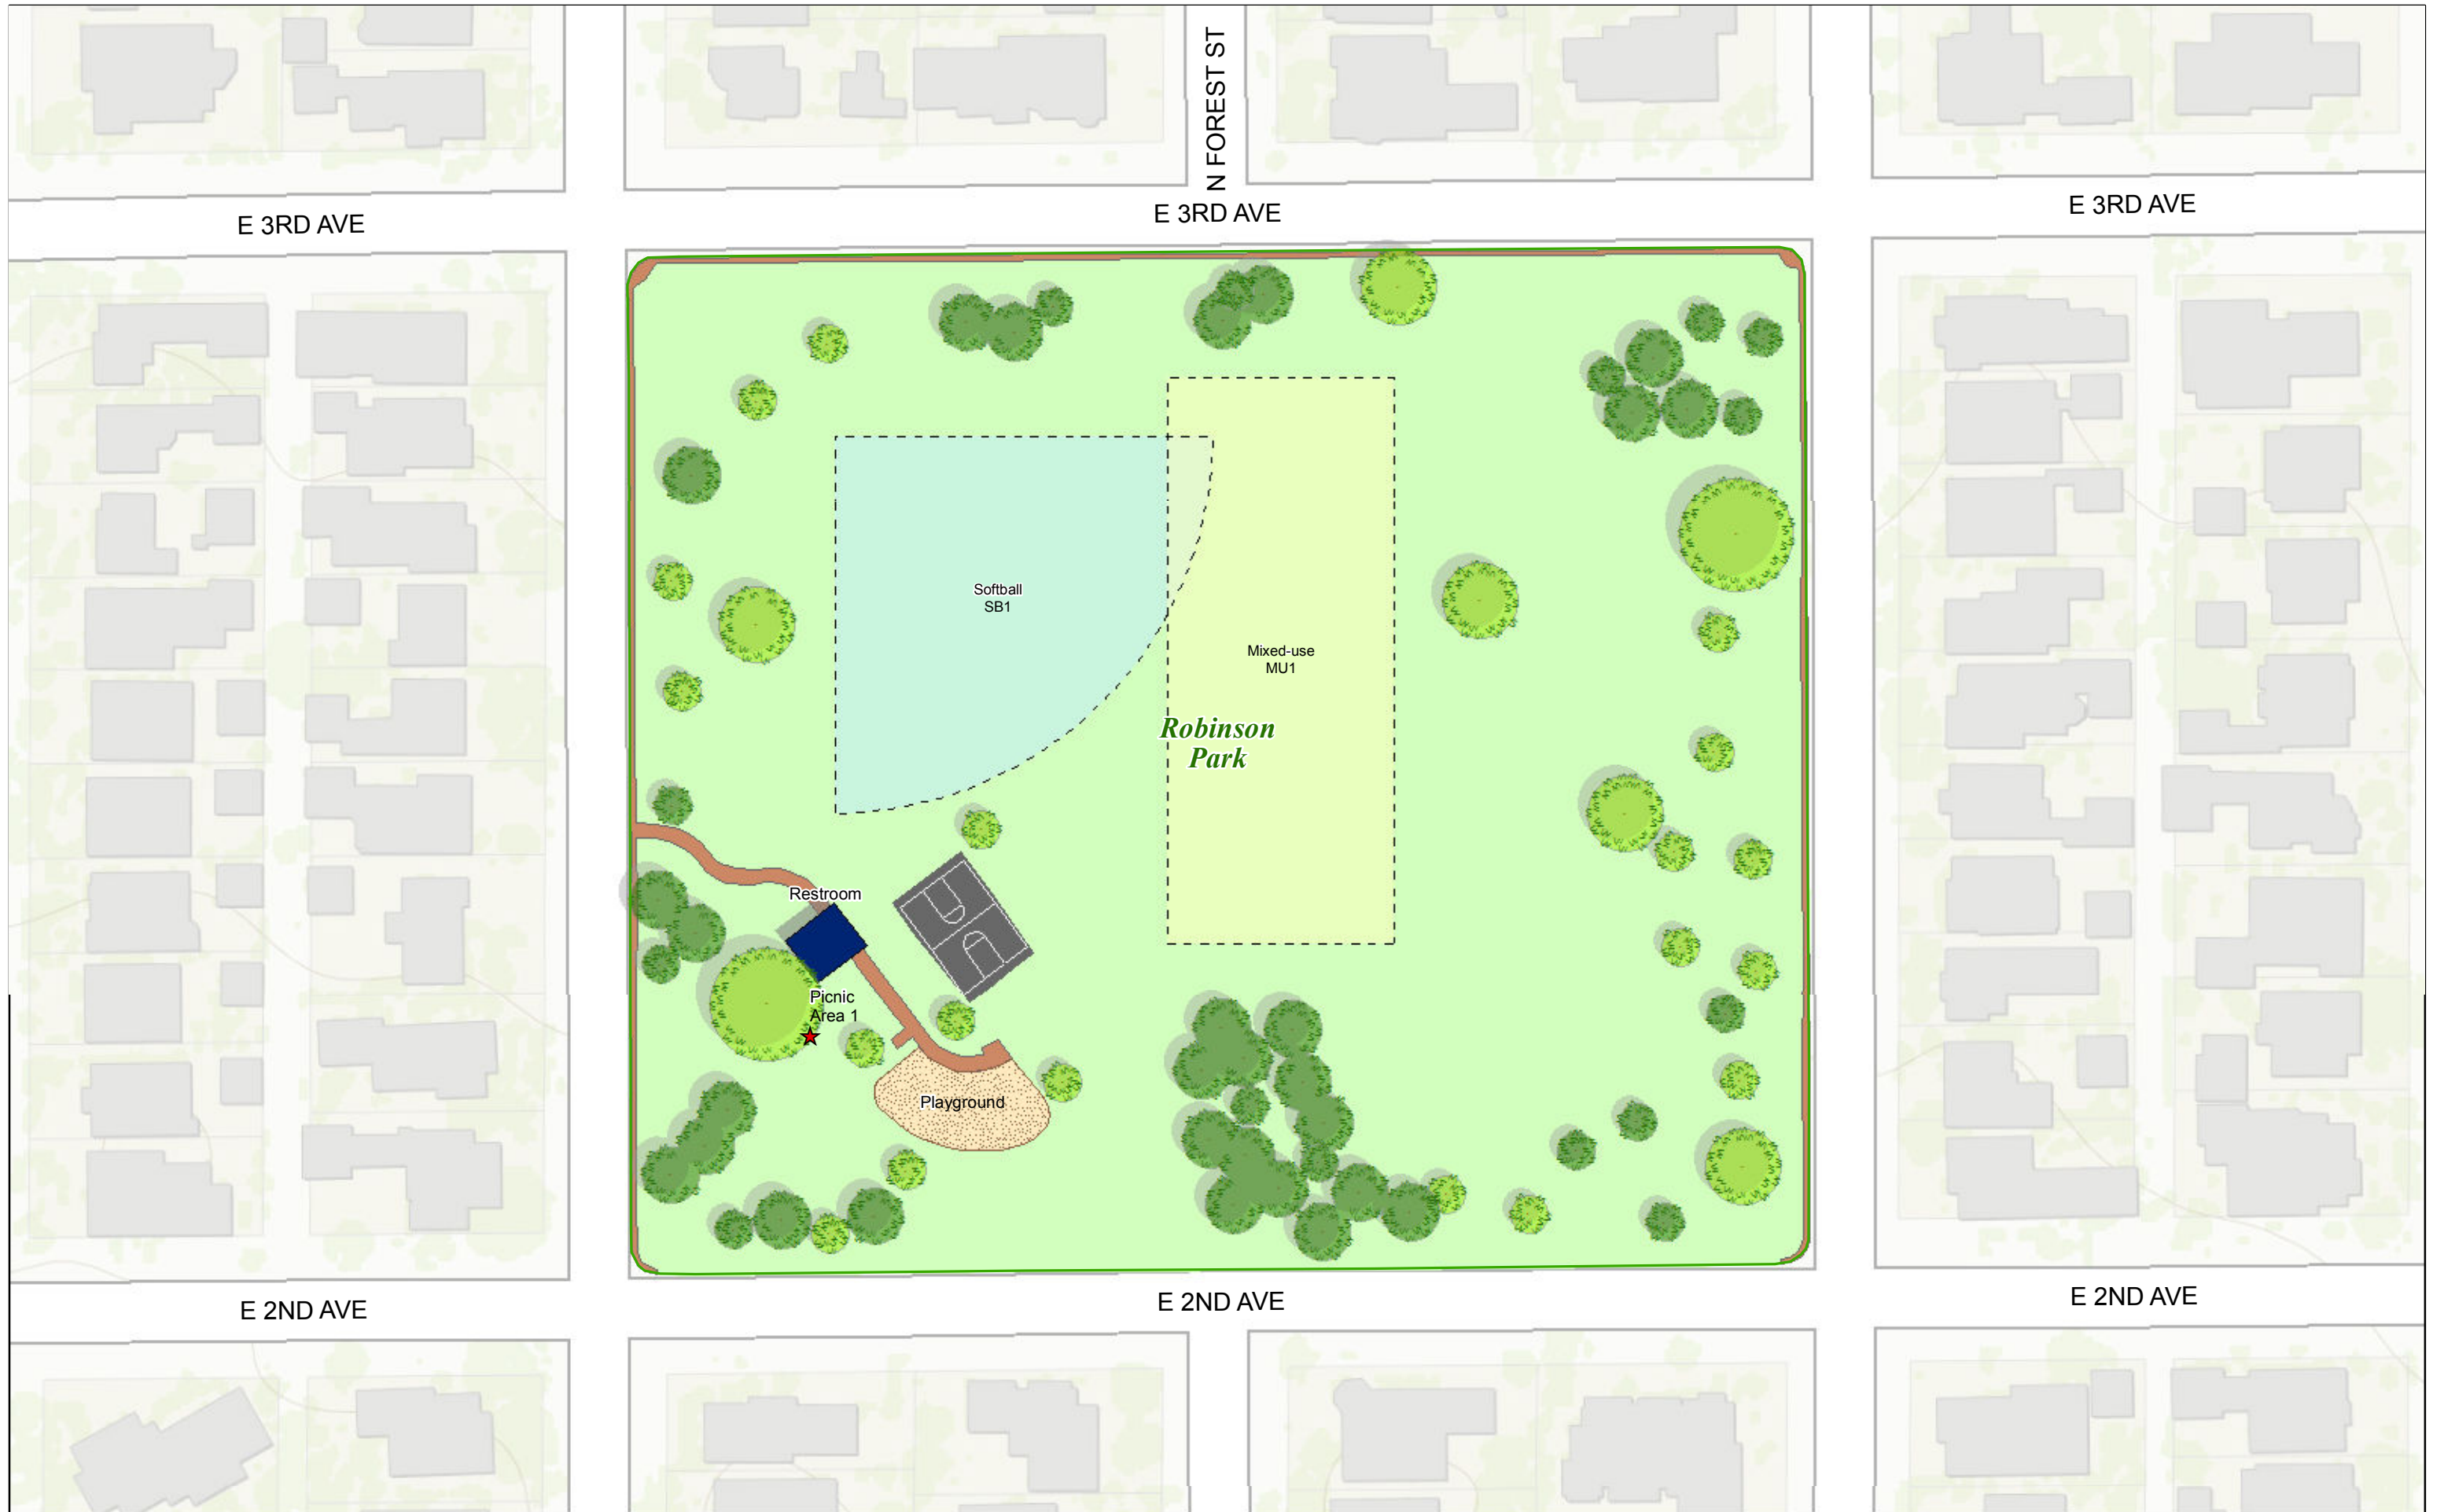 N FOREST ST
E 3RD AVE
E 3RD AVE
E 3RD AVE
Softball
SB1
Mixed-use
MU1
Robinson
Park
Restroom
Picnic
Area 1
Playground
E 2ND AVE
E 2ND AVE
E 2ND AVE